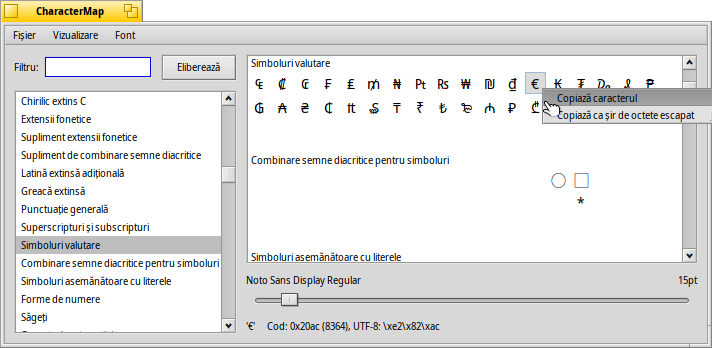 CharacterMap
Fișier Vizualizare Font
Filtru: Eliberează
Chirilic extins C
Extensii fonetice
Supliment extensii fonetice
Supliment de combinare semne diacritice
Latină extinsă adițională
Greacă extinsă
Punctuație generală
Superscripturi și subscripturi
Simboluri valutare
Combinare semne diacritice pentru simboluri
Simboluri asemănătoare cu literele
Forme de numere
Săgeți
Simboluri valutare
₠ ₡ ₢ ₣ ₤ ₥ ₦ ₧ ₨ ₩ ₪ ₫ € ₭ ₮ ₯ ₰ ₱
₲ ₳ ₴ ₵ ₶ ₷ ₸ ₹ ₺ ₻ ₼ ₽ ₾
Copiază caracterul
Copiază ca șir de octete escapat
Combinare semne diacritice pentru simboluri
*
Simboluri asemănătoare cu literele
Noto Sans Display Regular 15pt
'€' Cod: 0x20ac (8364), UTF-8: \xe2\x82\xac